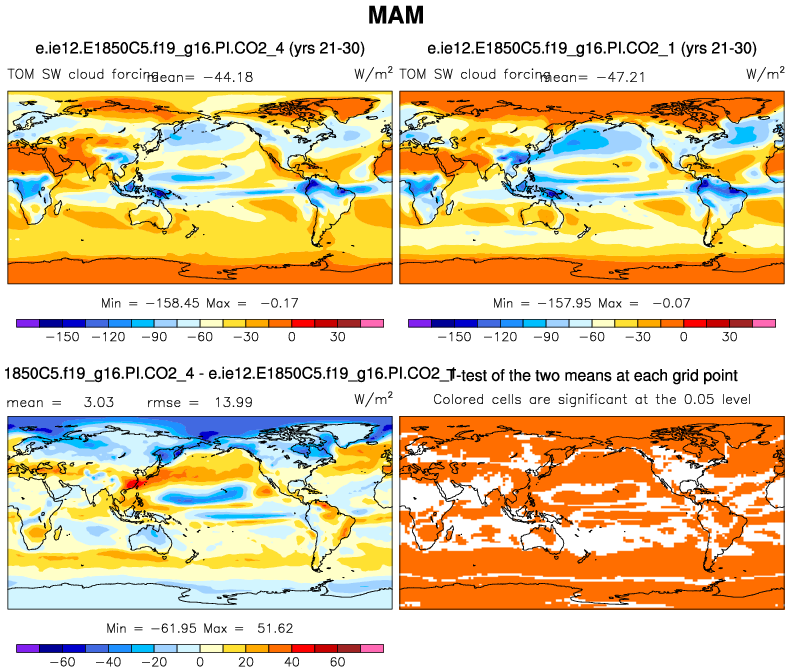 MAM
e.ie12.E1850C5.f19_g16.PI.CO2_4 (yrs 21-30)
e.ie12.E1850C5.f19_g16.PI.CO2_1 (yrs 21-30)
TOM SW cloud forcing mean= −44.18 W/m²
TOM SW cloud forcing mean= −47.21 W/m²
Min = −158.45 Max = −0.17
Min = −157.95 Max = −0.07
−150 −120 −90 −60 −30 0 30
−150 −120 −90 −60 −30 0 30
1850C5.f19_g16.PI.CO2_4 - e.ie12.E1850C5.f19_g16.PI.CO2_1
T-test of the two means at each grid point
mean = 3.03 rmse = 13.99 W/m²
Colored cells are significant at the 0.05 level
Min = −61.95 Max = 51.62
−60 −40 −20 0 20 40 60